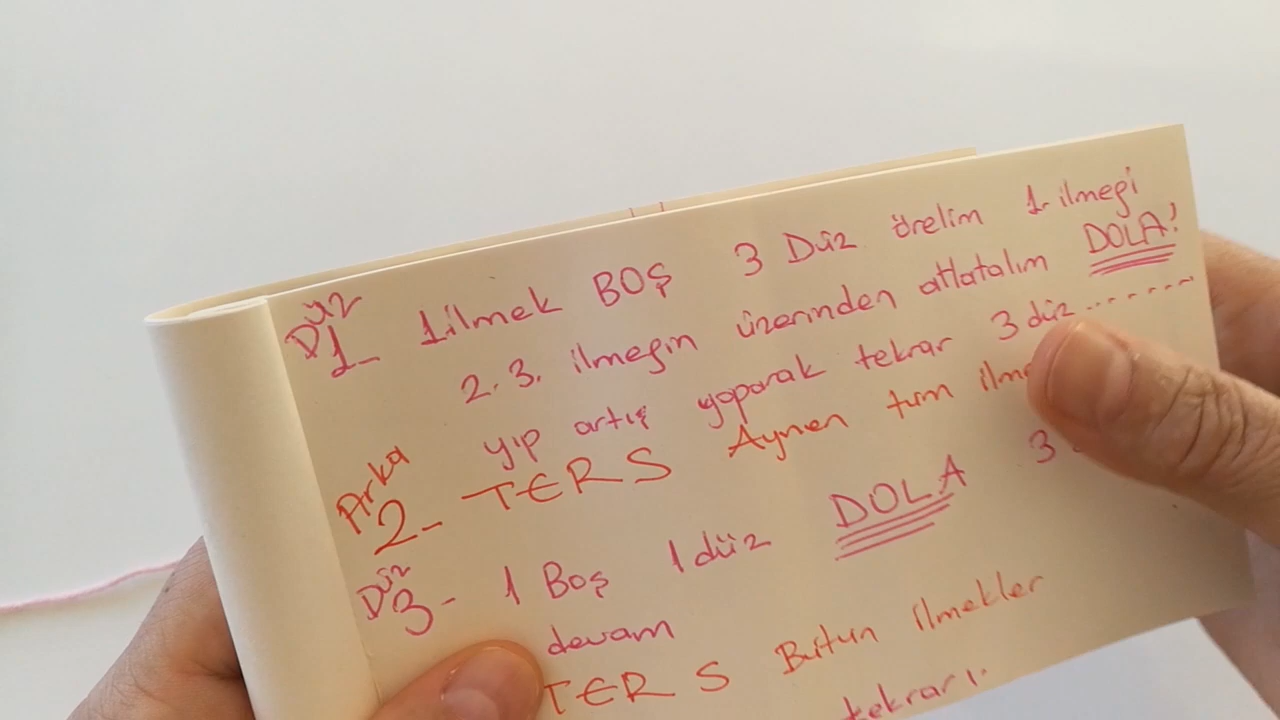 Düz
1- 1 ilmek BOŞ 3 Düz örelim 1. ilmeği
2. 3. ilmeğin üzerinden atlatalım DOLA!
yıp artış yaparak tekrar 3 düz.......
Arka
2- TERS Aynen tüm
Düz
3- 1 Boş 1 düz DOLA 3
devam
TERS Bütün ilmekler
tekrarı.